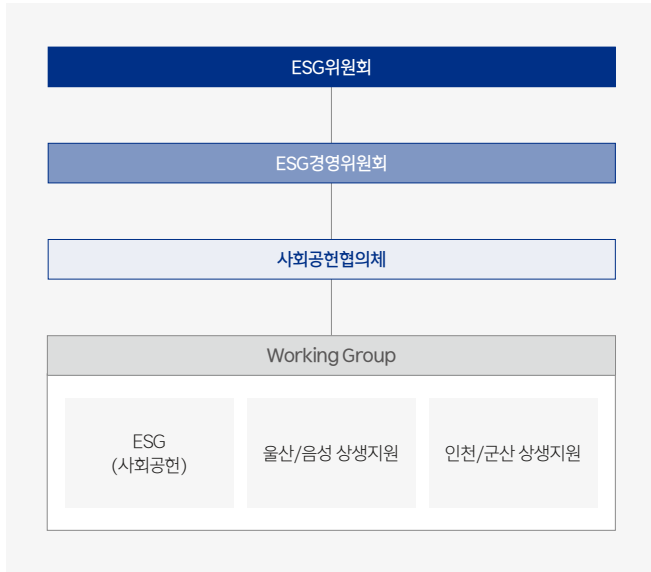 ESG위원회
ESG경영위원회
사회공헌협의체
Working Group
ESG
(사회공헌)
울산/음성 상생지원
인천/군산 상생지원